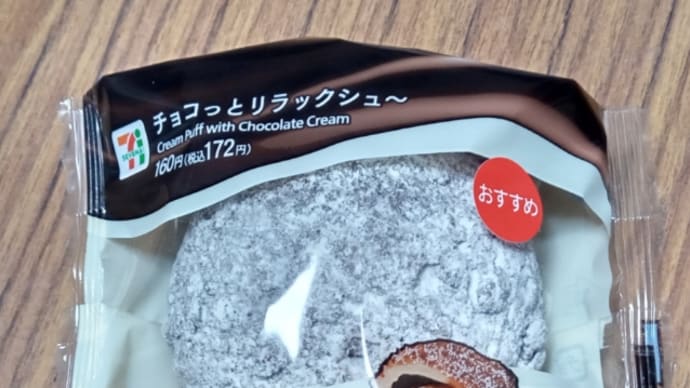 チョコっとリラックシュ～
Cream Puff with Chocolate Cream
160円(税込172円)
おすすめ